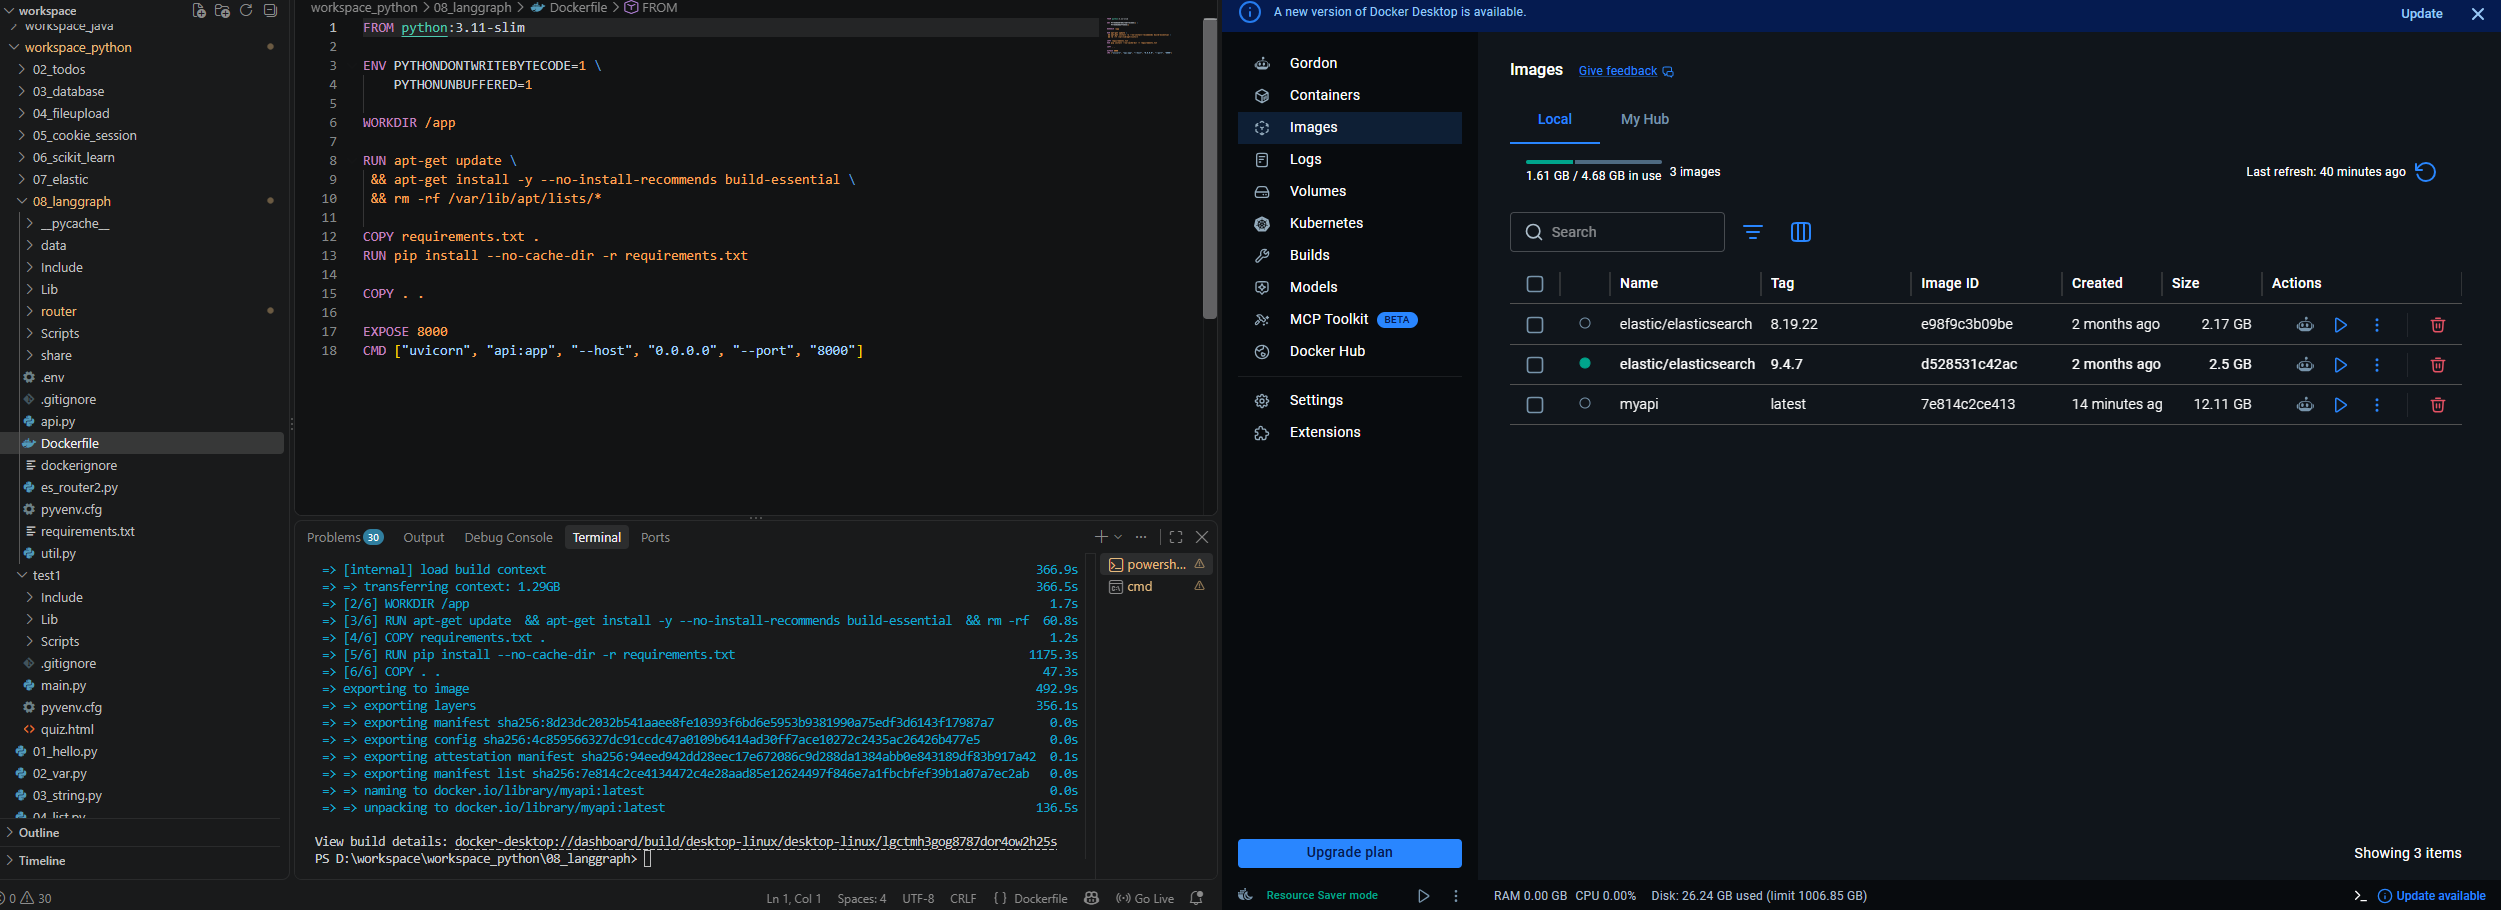 workspace
workspace_java
workspace_python
02_todos
03_database
04_fileupload
05_cookie_session
06_scikit_learn
07_elastic
08_langgraph
__pycache__
data
Include
Lib
router
Scripts
share
.env
.gitignore
api.py
Dockerfile
dockerignore
es_router2.py
pyvenv.cfg
requirements.txt
util.py
test1
Include
Lib
Scripts
.gitignore
main.py
pyvenv.cfg
quiz.html
01_hello.py
02_var.py
03_string.py
04_list.py
Outline
Timeline
0 30
workspace_python > 08_langgraph > Dockerfile > FROM
1 FROM python:3.11-slim
2
3 ENV PYTHONDONTWRITEBYTECODE=1 \
4 PYTHONUNBUFFERED=1
5
6 WORKDIR /app
7
8 RUN apt-get update \
9 && apt-get install -y --no-install-recommends build-essential \
10 && rm -rf /var/lib/apt/lists/*
11
12 COPY requirements.txt .
13 RUN pip install --no-cache-dir -r requirements.txt
14
15 COPY . .
16
17 EXPOSE 8000
18 CMD ["uvicorn", "api:app", "--host", "0.0.0.0", "--port", "8000"]
Problems 30 Output Debug Console Terminal Ports
powersh...
cmd
=> [internal] load build context 366.9s
=> => transferring context: 1.29GB 366.5s
=> [2/6] WORKDIR /app 1.7s
=> [3/6] RUN apt-get update && apt-get install -y --no-install-recommends build-essential && rm -rf 60.8s
=> [4/6] COPY requirements.txt . 1.2s
=> [5/6] RUN pip install --no-cache-dir -r requirements.txt 1175.3s
=> [6/6] COPY . . 47.3s
=> exporting to image 492.9s
=> => exporting layers 356.1s
=> => exporting manifest sha256:8d23dc2032b541aaee8fe10393f6bd6e5953b9381990a75edf3d6143f17987a7 0.0s
=> => exporting config sha256:4c859566327dc91ccdc47a0109b6414ad30ff7ace10272c2435ac26426b477e5 0.0s
=> => exporting attestation manifest sha256:94eed942dd28eec17e672086c9d288da1384abb0e843189df83b917a42 0.1s
=> => exporting manifest list sha256:7e814c2ce4134472c4e28aad85e12624497f846e7a1fbcbfef39b1a07a7ec2ab 0.0s
=> => naming to docker.io/library/myapi:latest 0.0s
=> => unpacking to docker.io/library/myapi:latest 136.5s
View build details: docker-desktop://dashboard/build/desktop-linux/desktop-linux/lgctmh3gog8787dor4ow2h25s
PS D:\workspace\workspace_python\08_langgraph>
Ln 1, Col 1 Spaces: 4 UTF-8 CRLF { } Dockerfile Go Live
A new version of Docker Desktop is available. Update
Gordon
Containers
Images
Logs
Volumes
Kubernetes
Builds
Models
MCP Toolkit BETA
Docker Hub
Settings
Extensions
Upgrade plan
Images Give feedback
Local My Hub
1.61 GB / 4.68 GB in use 3 images
Last refresh: 40 minutes ago
Search
Name Tag Image ID Created Size Actions
elastic/elasticsearch 8.19.22 e98f9c3b09be 2 months ago 2.17 GB
elastic/elasticsearch 9.4.7 d528531c42ac 2 months ago 2.5 GB
myapi latest 7e814c2ce413 14 minutes ag 12.11 GB
Showing 3 items
Resource Saver mode RAM 0.00 GB CPU 0.00% Disk: 26.24 GB used (limit 1006.85 GB) Update available